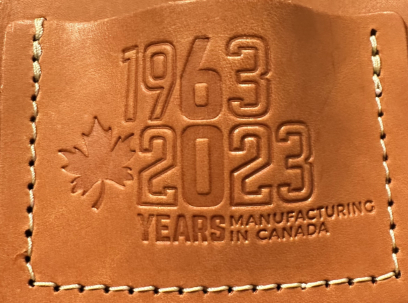 1963
2023
YEARS MANUFACTURING
IN CANADA